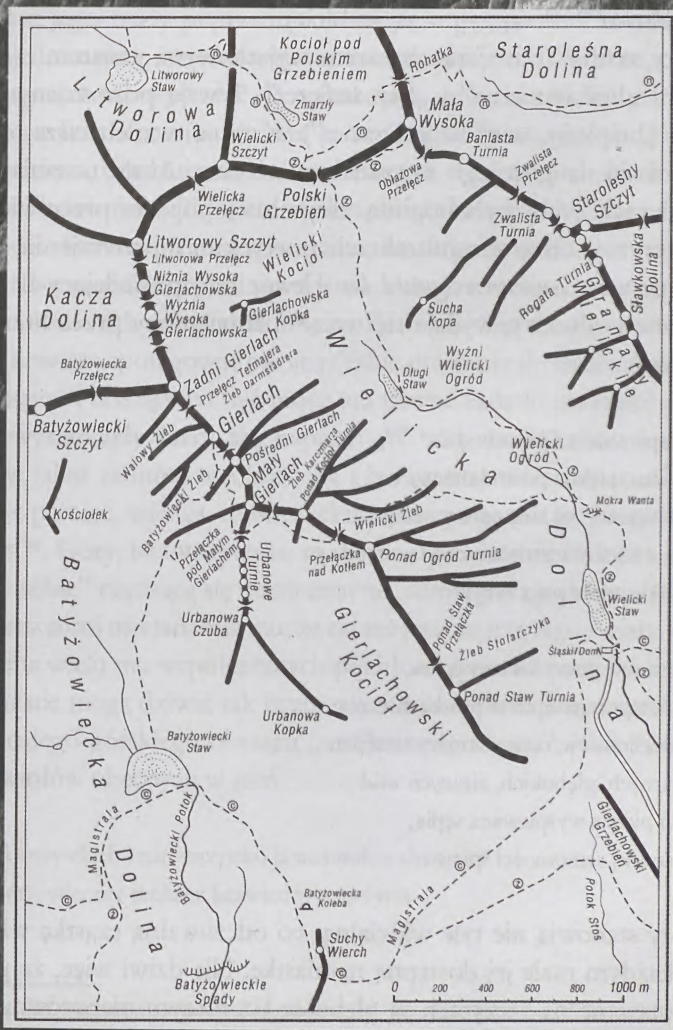 Kocioł pod
Polskim
Grzebieniem
Staroleśna
Dolina
Litworowy
Staw
Rohatka
Litworowa
Dolina
Zmarzły
Staw
Mała
Wysoka
Baniasta
Turnia
Wielicki
Szczyt
Zwalista
Przełęcz
Staroleśny
Szczyt
Wielicka
Przełęcz
Polski
Grzebień
Obłazowa
Przełęcz
Zwalista
Turnia
Litworowy Szczyt
Litworowa Przełęcz
Wielicki
Kocioł
Niżnia Wysoka
Gierlachowska
Wyżnia
Wysoka
Gierlachowska
Gierlachowska
Kopka
Kacza
Dolina
Sucha
Kopa
Rogata Turnia
Granaty
Wielickie
Sławkowska
Dolina
Batyżowiecka
Przełęcz
Zadni Gierlach
Przełęcz Tetmajera
Żleb Darmstädtera
Długi
Staw
Wyżni
Wielicki
Ogród
Batyżowiecki
Szczyt
Gierlach
Walowy Żleb
Pośredni Gierlach
Mały
Gierlach
Żleb Karczmarza
Ponad Kocioł Turnia
Wielicka
Dolina
Wielicki
Ogród
Mokra Wanta
Kościołek
Batyżowiecki Żleb
Przełączka
pod Małym
Gierlachem
Urbanowe
Turnie
Wielicki Żleb
Przełączka
nad Kotłem
Ponad Ogród Turnia
Wielicki
Staw
Śląski Dom
Urbanowa
Czuba
Ponad Staw
Przełączka
Żleb Stolarczyka
Gierlachowski
Kocioł
Ponad Staw Turnia
Urbanowa
Kopka
Batyżowiecka
Dolina
Batyżowiecki
Staw
Magistrala
Batyżowiecki Potok
Gierlachowski
Grzebień
Potok Stos
Batyżowiecka
Koleba
Magistrala
Suchy
Wierch
Batyżowieckie
Spady
0 200 400 600 800 1000 m